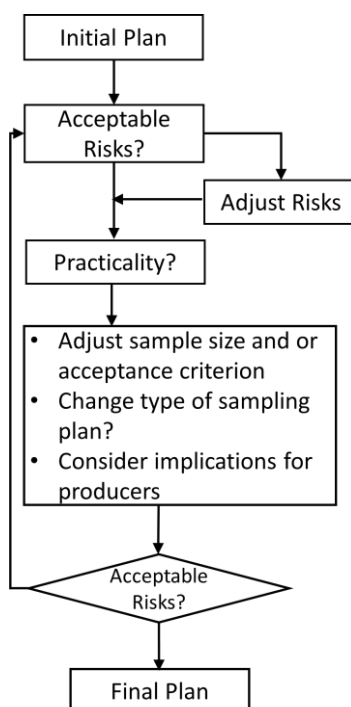 Initial Plan
Acceptable
Risks?
Adjust Risks
Practicality?
• Adjust sample size and or
acceptance criterion
• Change type of sampling
plan?
• Consider implications for
producers
Acceptable
Risks?
Final Plan